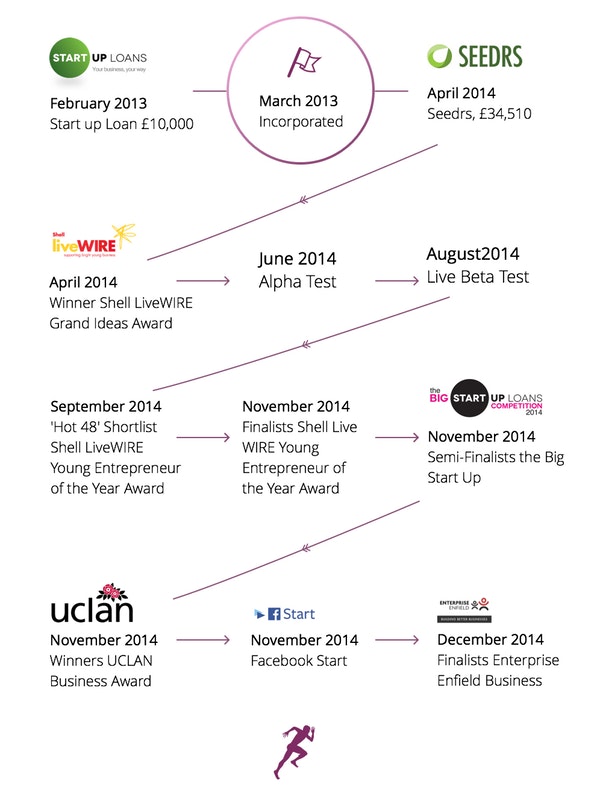 START UP LOANS
Your business, your way
February 2013
Start up Loan £10,000
March 2013
Incorporated
SEEDRS
April 2014
Seedrs, £34,510
Shell
liveWIRE
April 2014
Winner Shell LiveWIRE
Grand Ideas Award
June 2014
Alpha Test
August2014
Live Beta Test
September 2014
'Hot 48' Shortlist
Shell LiveWIRE
Young Entrepreneur
of the Year Award
November 2014
Finalists Shell Live
WIRE Young
Entrepreneur of
the Year Award
the
BIG START UP LOANS
COMPETITION
2014
November 2014
Semi-Finalists the Big
Start Up
uclan
November 2014
Winners UCLAN
Business Award
f Start
November 2014
Facebook Start
ENTERPRISE
ENFIELD
BUILDING BETTER BUSINESSES
December 2014
Finalists Enterprise
Enfield Business